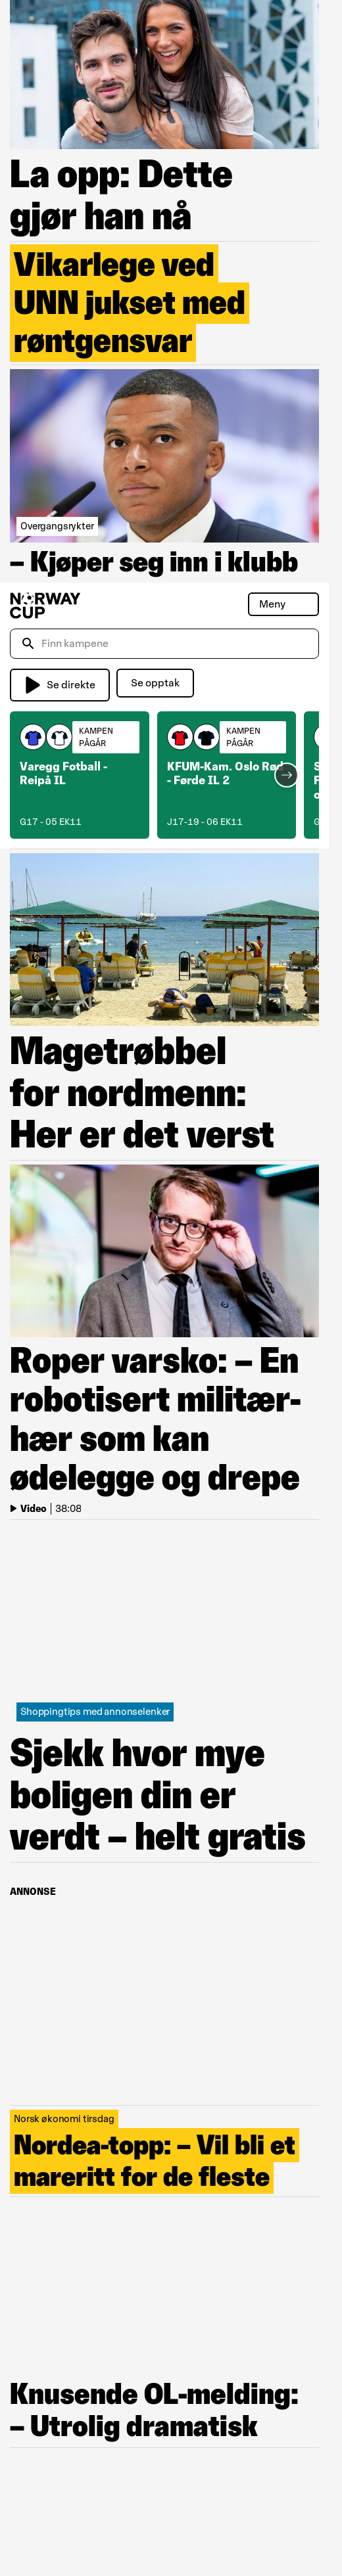 La opp: Dette
gjør han nå
Vikarlege ved
UNN jukset med
røntgensvar
Overgangsrykter
– Kjøper seg inn i klubb
NORWAY
CUP
Meny
Finn kampene
Se direkte
Se opptak
KAMPEN
PÅGÅR
Varegg Fotball -
Reipå IL
G17 - 05 EK11
KAMPEN
PÅGÅR
KFUM-Kam. Oslo Rød
- Førde IL 2
J17-19 - 06 EK11
Magetrøbbel
for nordmenn:
Her er det verst
Roper varsko: – En
robotisert militær-
hær som kan
ødelegge og drepe
Video | 38:08
Shoppingtips med annonselenker
Sjekk hvor mye
boligen din er
verdt – helt gratis
ANNONSE
Norsk økonomi tirsdag
Nordea-topp: – Vil bli et
mareritt for de fleste
Knusende OL-melding:
– Utrolig dramatisk